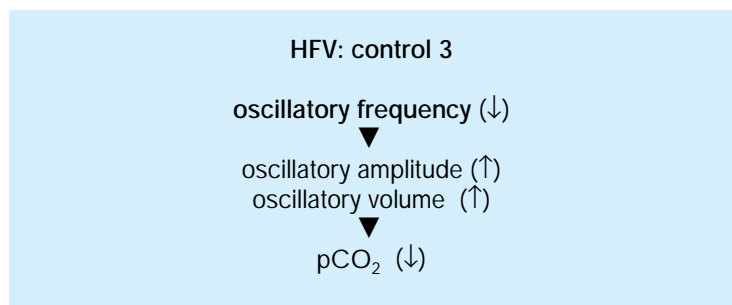 HFV: control 3
oscillatory frequency (↓)
▼
oscillatory amplitude (↑)
oscillatory volume (↑)
▼
pCO₂ (↓)